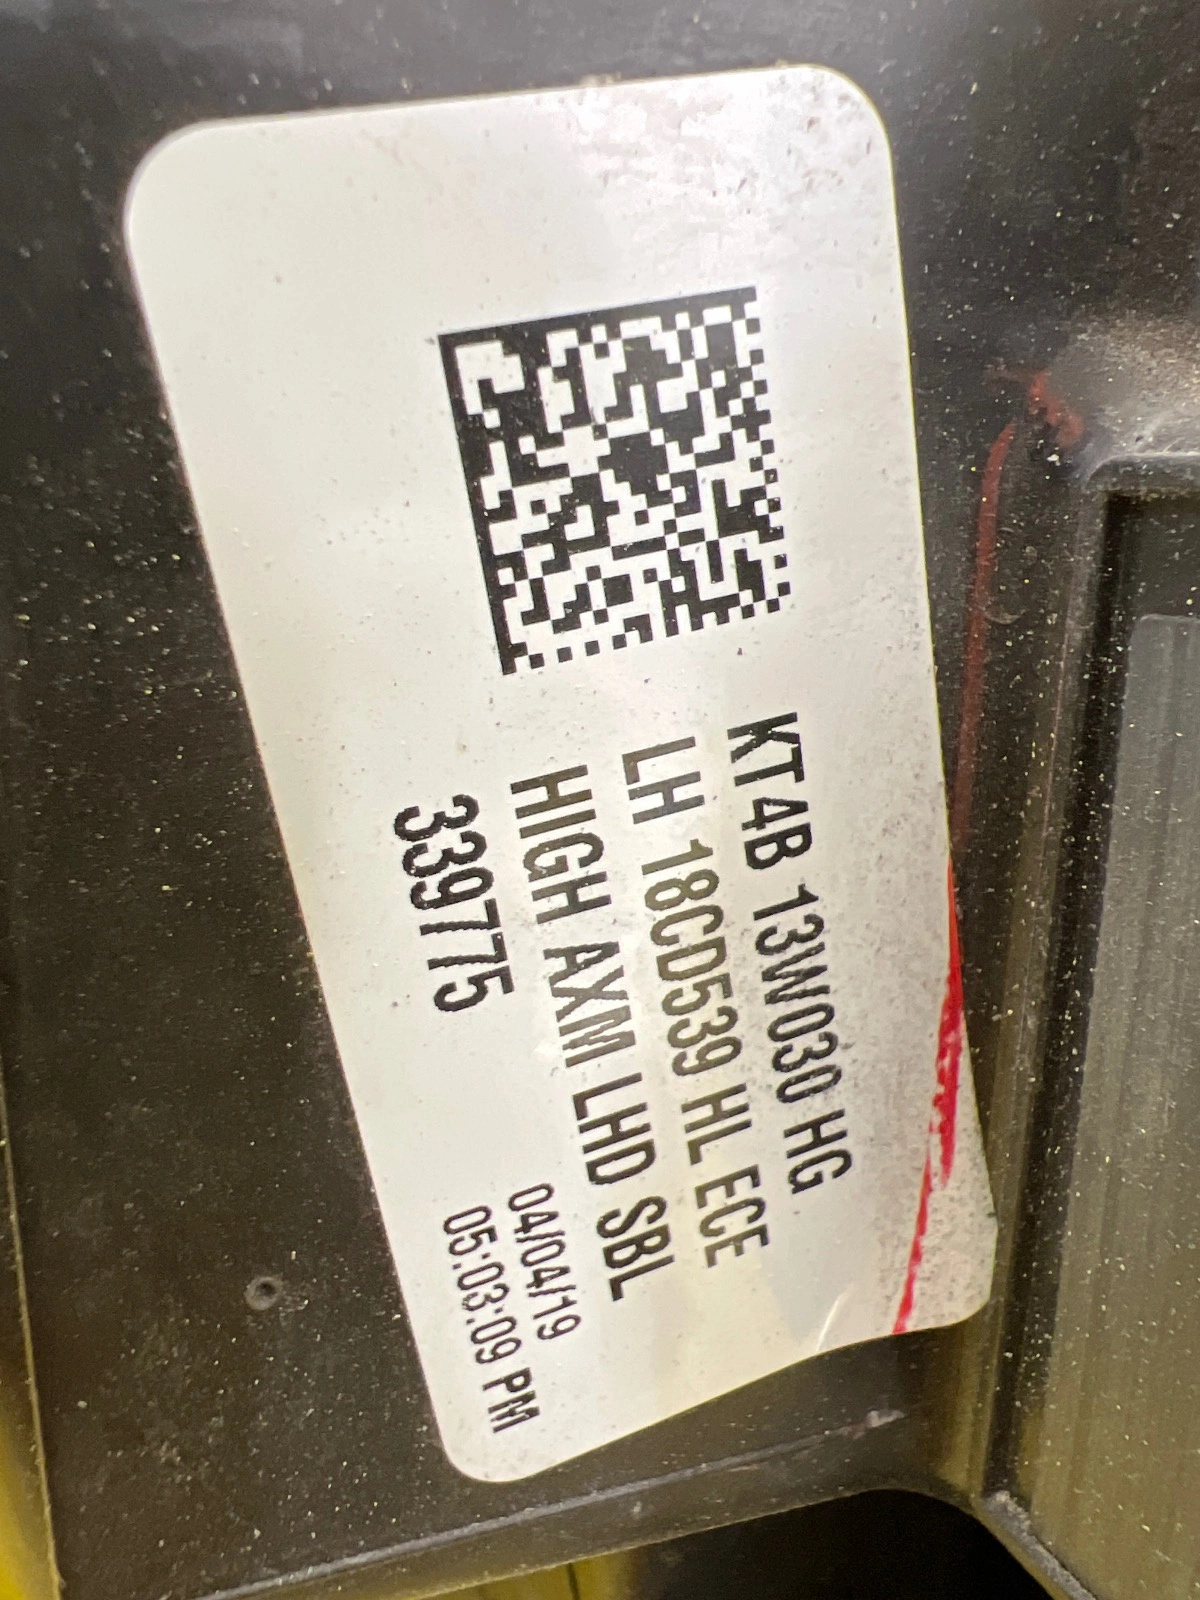 KT4B 13W030 HG
LH 18CD539 HL ECE
HIGH AXM LHD SBL
339775
04/04/19
05:03:09 PM